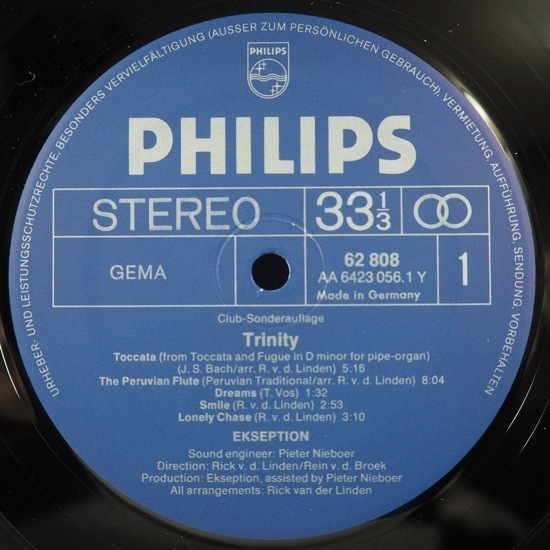 URHEBER- UND LEISTUNGSSCHUTZRECHTE, BESONDERS VERVIELFÄLTIGUNG (AUSSER ZUM PERSÖNLICHEN GEBRAUCH), VERMIETUNG, AUFFÜHRUNG, SENDUNG, VORBEHALTEN
PHILIPS
PHILIPS
STEREO
33 1/3
GEMA
62 808
AA 6423 056.1 Y
Made in Germany
1
Club-Sonderauflage
Trinity
Toccata (from Toccata and Fugue in D minor for pipe-organ)
(J. S. Bach/arr. R. v. d. Linden) 5:16
The Peruvian Flute (Peruvian Traditional/arr. R. v. d. Linden) 8:04
Dreams (T. Vos) 1:32
Smile (R. v. d. Linden) 2:53
Lonely Chase (R. v. d. Linden) 3:10
EKSEPTION
Sound engineer: Pieter Nieboer
Direction: Rick v. d. Linden/Rein v. d. Broek
Production: Ekseption, assisted by Pieter Nieboer
All arrangements: Rick van der Linden